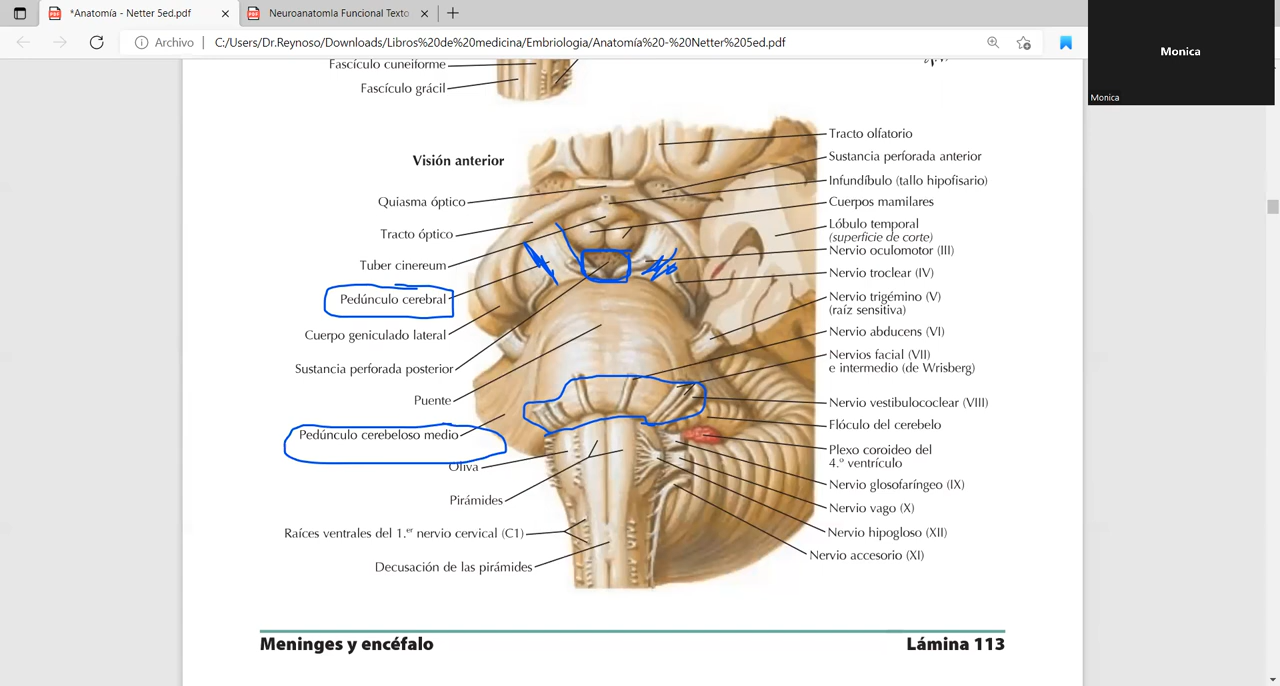 *Anatomía - Netter 5ed.pdf
NeuroanatomIa Funcional Texto
Archivo
C:/Users/Dr.Reynoso/Downloads/Libros%20de%20medicina/Embriologia/Anatomía%20-%20Netter%205ed.pdf
Monica
Monica
Fascículo cuneiforme
Fascículo grácil
Visión anterior
Quiasma óptico
Tracto óptico
Tuber cinereum
Pedúnculo cerebral
Cuerpo geniculado lateral
Sustancia perforada posterior
Puente
Pedúnculo cerebeloso medio
Oliva
Pirámides
Raíces ventrales del 1.er nervio cervical (C1)
Decusación de las pirámides
Tracto olfatorio
Sustancia perforada anterior
Infundíbulo (tallo hipofisario)
Cuerpos mamilares
Lóbulo temporal
(superficie de corte)
Nervio oculomotor (III)
Nervio troclear (IV)
Nervio trigémino (V)
(raíz sensitiva)
Nervio abducens (VI)
Nervios facial (VII)
e intermedio (de Wrisberg)
Nervio vestibulococlear (VIII)
Flóculo del cerebelo
Plexo coroideo del
4.º ventrículo
Nervio glosofaríngeo (IX)
Nervio vago (X)
Nervio hipogloso (XII)
Nervio accesorio (XI)
Meninges y encéfalo
Lámina 113